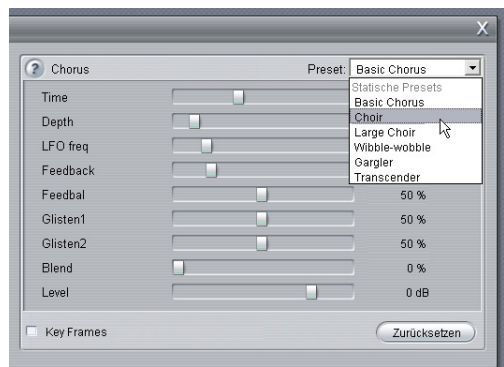 X
? Chorus Preset: Basic Chorus
Statische Presets
Basic Chorus
Choir
Large Choir
Wibble-wobble
Gargler
Transcender
Time
Depth
LFO freq
Feedback
Feedbal 50 %
Glisten1 50 %
Glisten2 50 %
Blend 0 %
Level 0 dB
Key Frames Zurücksetzen